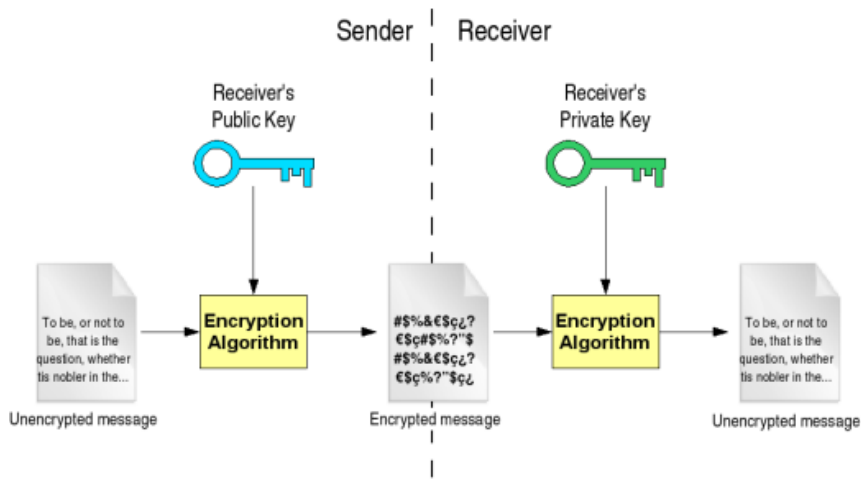 Sender
Receiver
Receiver's
Public Key
Receiver's
Private Key
To be, or not to
be, that is the
question, whether
tis nobler in the...
Encryption
Algorithm
#$%&€$ç¿?
€$ç#$%?"$
#$%&€$ç¿?
€$ç%?"$ç¿
Encryption
Algorithm
To be, or not to
be, that is the
question, whether
tis nobler in the...
Unencrypted message
Encrypted message
Unencrypted message